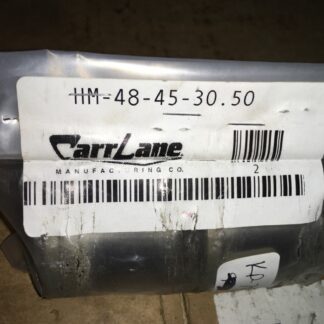 HM-48-45-30.50
CarrLane
MANUFACTURING CO.
2